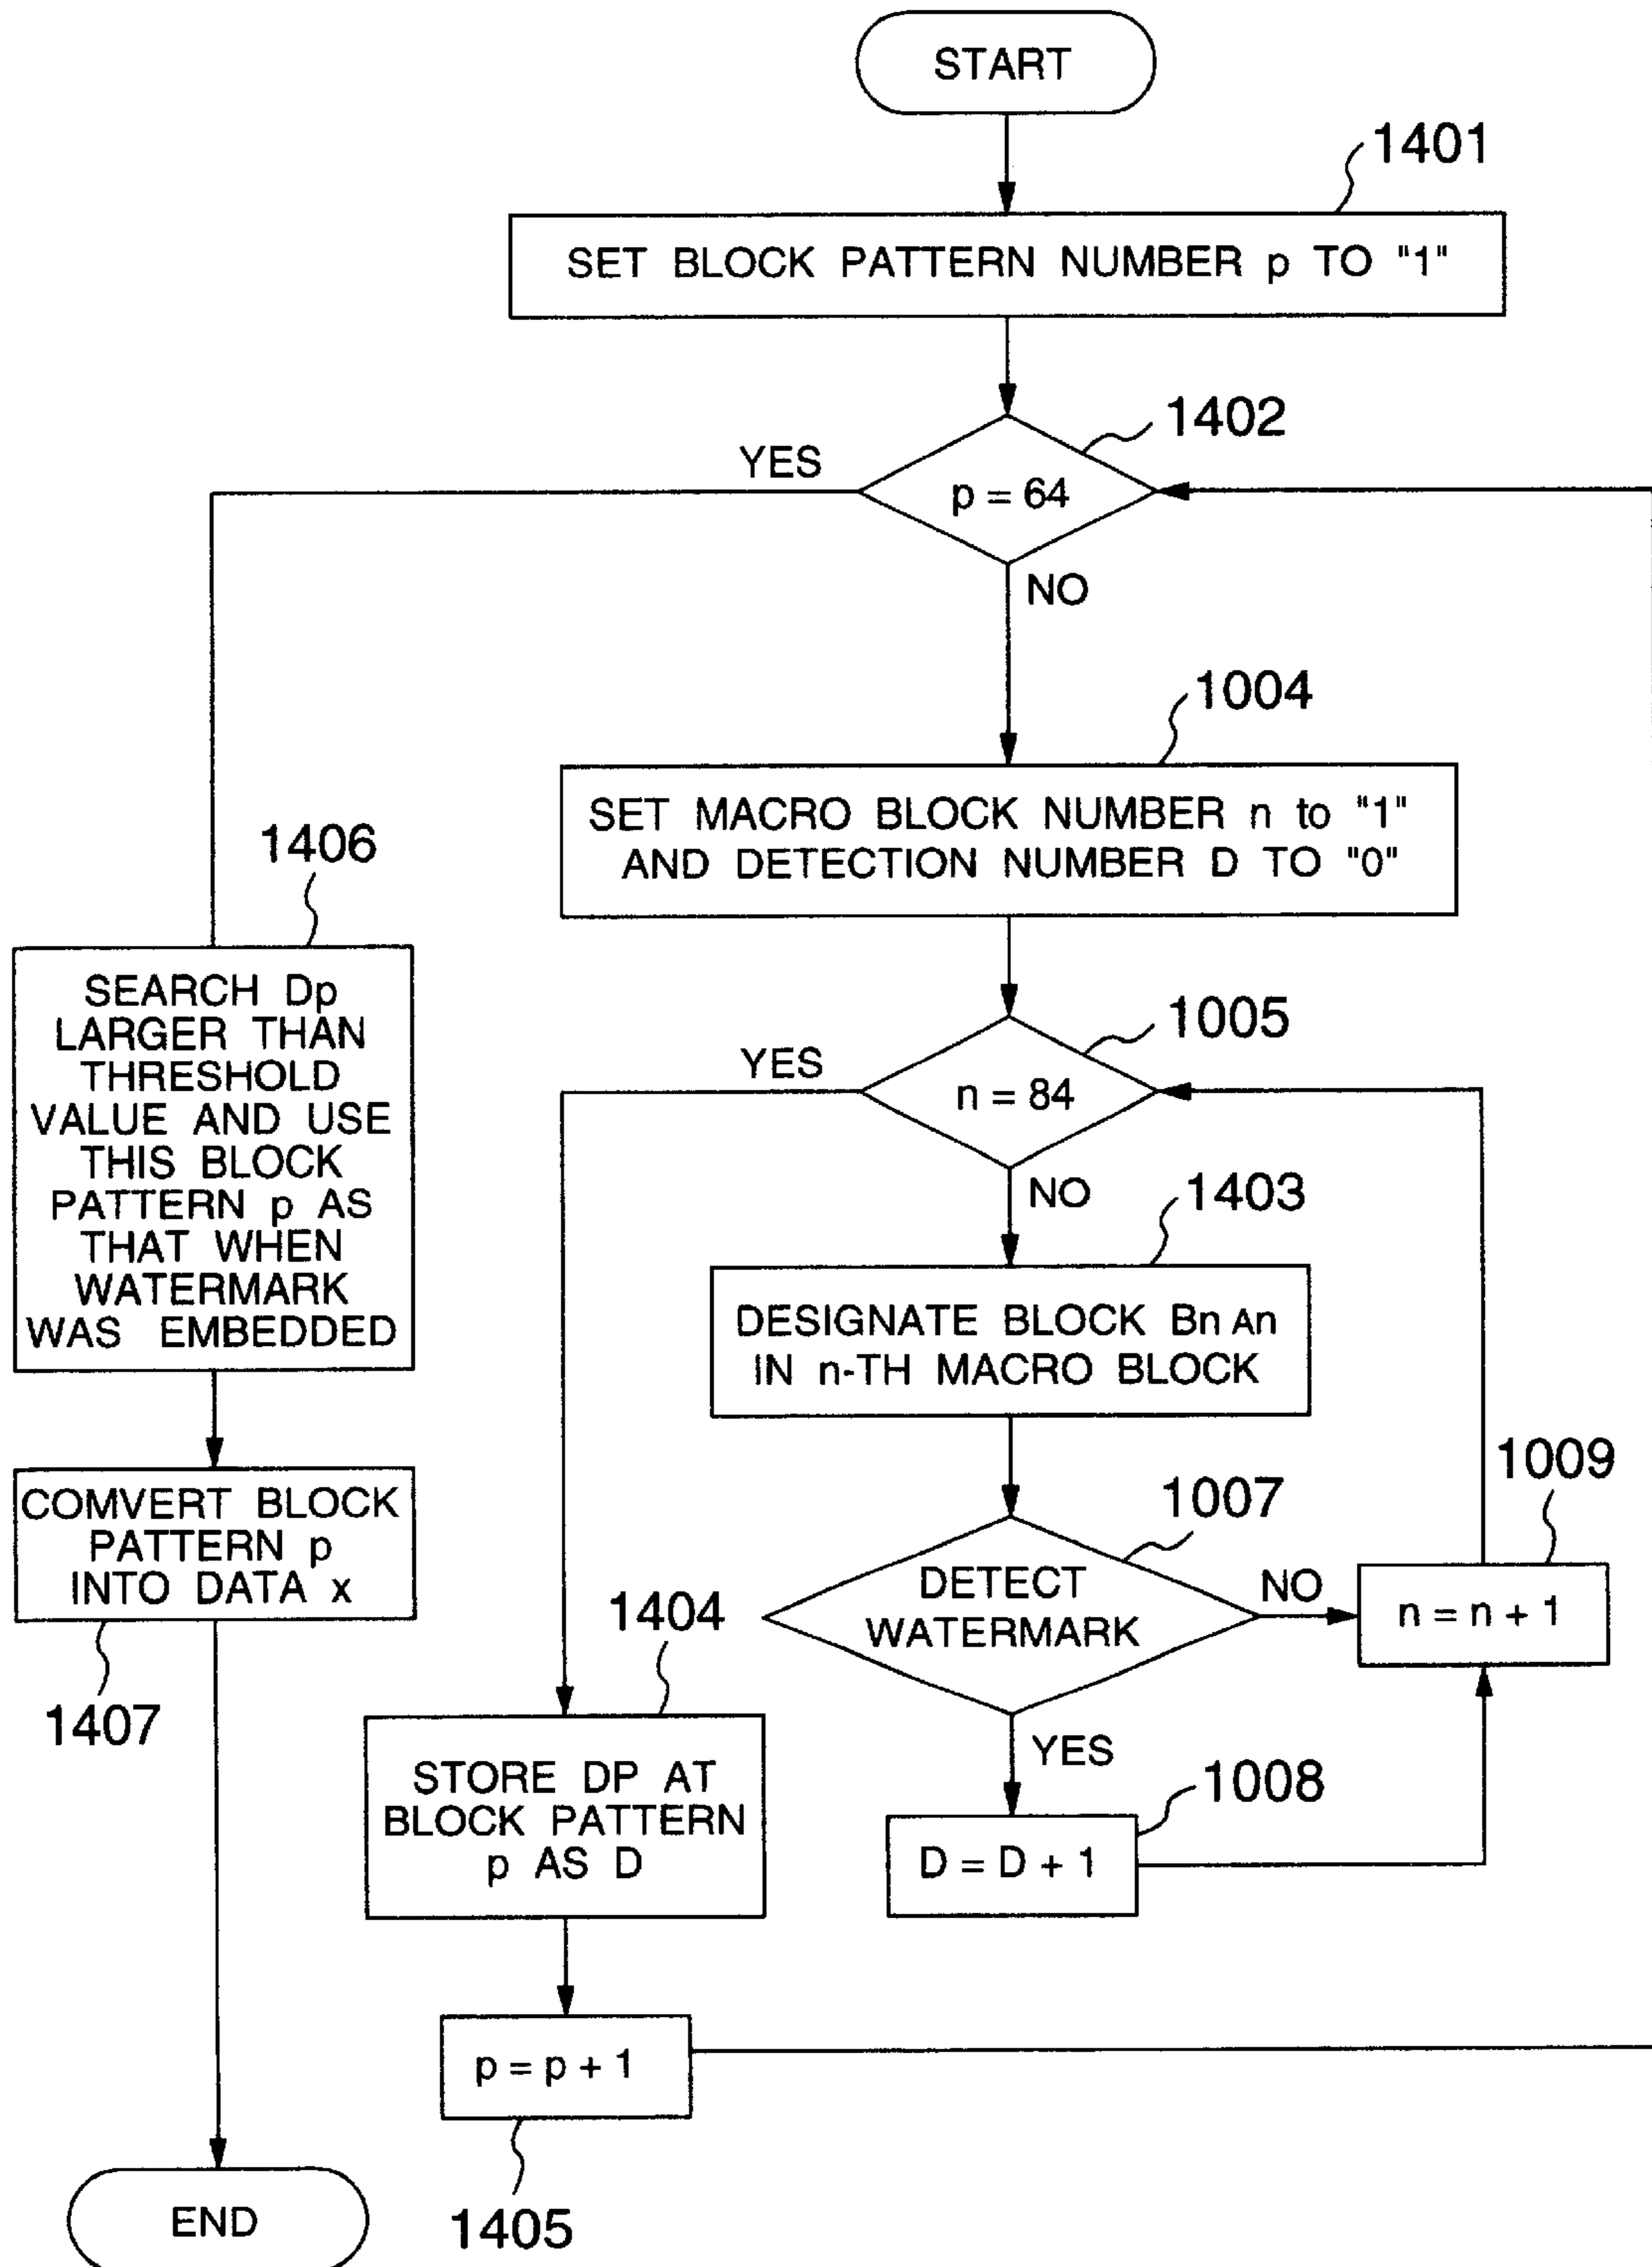 START
1401
SET BLOCK PATTERN NUMBER p TO "1"
1402
YES
p = 64
NO
1004
SET MACRO BLOCK NUMBER n to "1"
AND DETECTION NUMBER D TO "0"
1406
SEARCH Dp
LARGER THAN
THRESHOLD
VALUE AND USE
THIS BLOCK
PATTERN p AS
THAT WHEN
WATERMARK
WAS EMBEDDED
1005
YES
n = 84
NO
1403
DESIGNATE BLOCK Bn An
IN n-TH MACRO BLOCK
1009
COMVERT BLOCK
PATTERN p
INTO DATA x
1407
1007
DETECT
WATERMARK
NO
n = n + 1
1404
YES
STORE DP AT
BLOCK PATTERN
p AS D
1008
D = D + 1
p = p + 1
1405
END